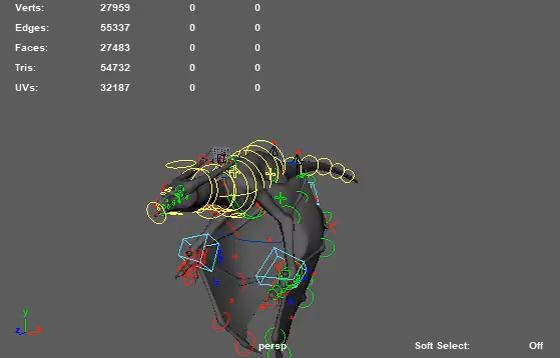 Verts: 27959 0 0
Edges: 55337 0 0
Faces: 27483 0 0
Tris: 54732 0 0
UVs: 32187 0 0
y
z x
persp
Soft Select: Off